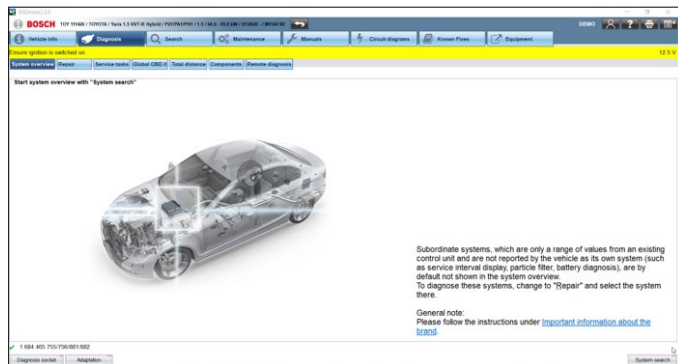 BOSCH
DEMO
Vehicle info
Diagnosis
Search
Maintenance
Manuals
Circuit diagrams
Known Fixes
Equipment
Ensure ignition is switched on
12.5 V
System overview
Repair
Service tasks
Global OBD II
Total distance
Components
Remote diagnosis
Start system overview with "System search"
Subordinate systems, which are only a range of values from an existing
control unit and are not reported by the vehicle as its own system (such
as service interval display, particle filter, battery diagnosis), are by
default not shown in the system overview.
To diagnose these systems, change to "Repair" and select the system
there.
General note:
Please follow the instructions under Important information about the
brand.
1 684 465 755/756/881/882
Diagnosis socket
Adaptation
System search